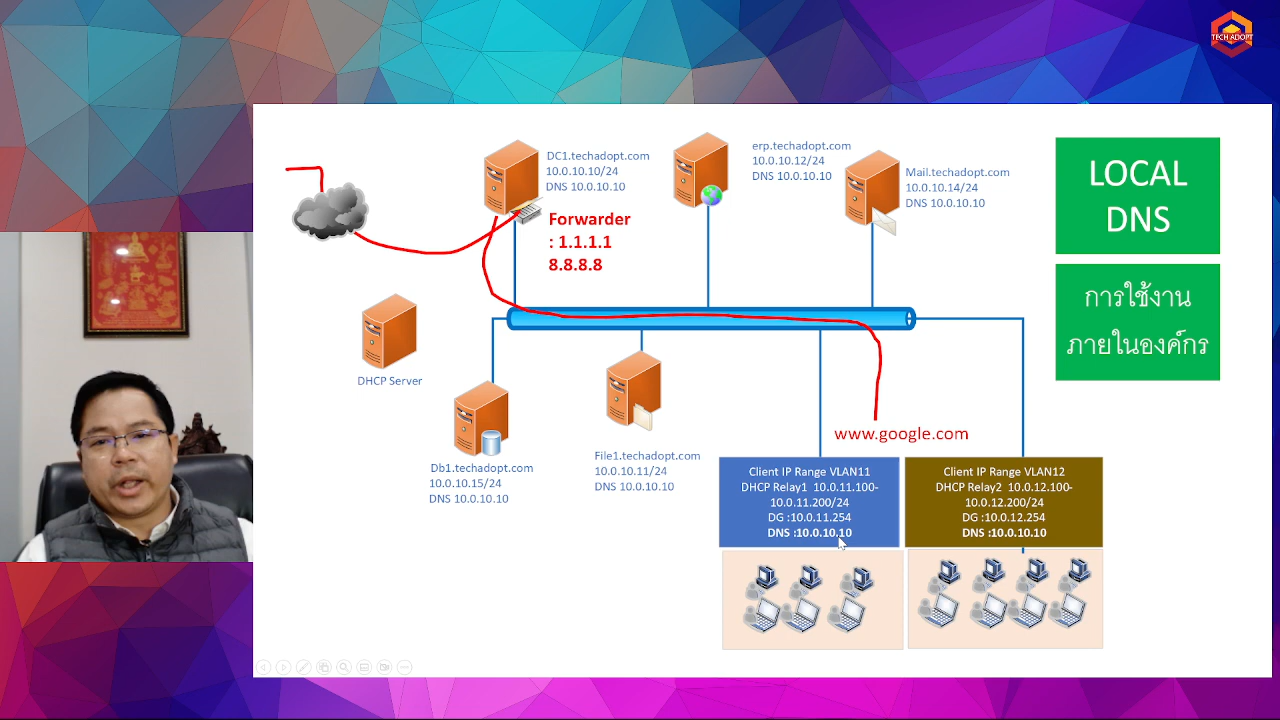 TECH ADOPT
DC1.techadopt.com
10.0.10.10/24
DNS 10.0.10.10
Forwarder
: 1.1.1.1
8.8.8.8
erp.techadopt.com
10.0.10.12/24
DNS 10.0.10.10
Mail.techadopt.com
10.0.10.14/24
DNS 10.0.10.10
LOCAL
DNS
การใช้งาน
ภายในองค์กร
DHCP Server
Db1.techadopt.com
10.0.10.15/24
DNS 10.0.10.10
File1.techadopt.com
10.0.10.11/24
DNS 10.0.10.10
www.google.com
Client IP Range VLAN11
DHCP Relay1 10.0.11.100-
10.0.11.200/24
DG :10.0.11.254
DNS :10.0.10.10
Client IP Range VLAN12
DHCP Relay2 10.0.12.100-
10.0.12.200/24
DG :10.0.12.254
DNS :10.0.10.10